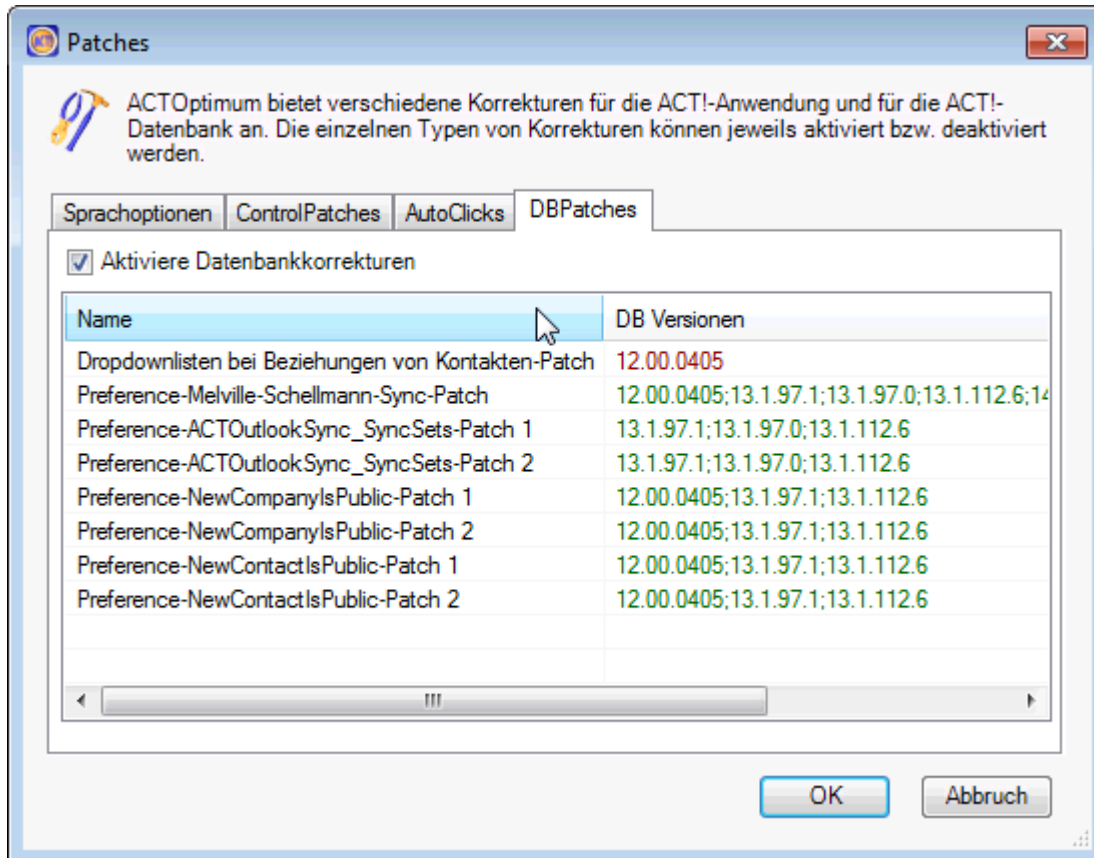 Patches
ACTOptimum bietet verschiedene Korrekturen für die ACT!-Anwendung und für die ACT!-
Datenbank an. Die einzelnen Typen von Korrekturen können jeweils aktiviert bzw. deaktiviert
werden.
Sprachoptionen ControlPatches AutoClicks DBPatches
Aktiviere Datenbankkorrekturen
Name DB Versionen
Dropdownlisten bei Beziehungen von Kontakten-Patch 12.00.0405
Preference-Melville-Schellmann-Sync-Patch 12.00.0405;13.1.97.1;13.1.97.0;13.1.112.6;14
Preference-ACTOutlookSync_SyncSets-Patch 1 13.1.97.1;13.1.97.0;13.1.112.6
Preference-ACTOutlookSync_SyncSets-Patch 2 13.1.97.1;13.1.97.0;13.1.112.6
Preference-NewCompanyIsPublic-Patch 1 12.00.0405;13.1.97.1;13.1.112.6
Preference-NewCompanyIsPublic-Patch 2 12.00.0405;13.1.97.1;13.1.112.6
Preference-NewContactIsPublic-Patch 1 12.00.0405;13.1.97.1;13.1.112.6
Preference-NewContactIsPublic-Patch 2 12.00.0405;13.1.97.1;13.1.112.6
OK Abbruch